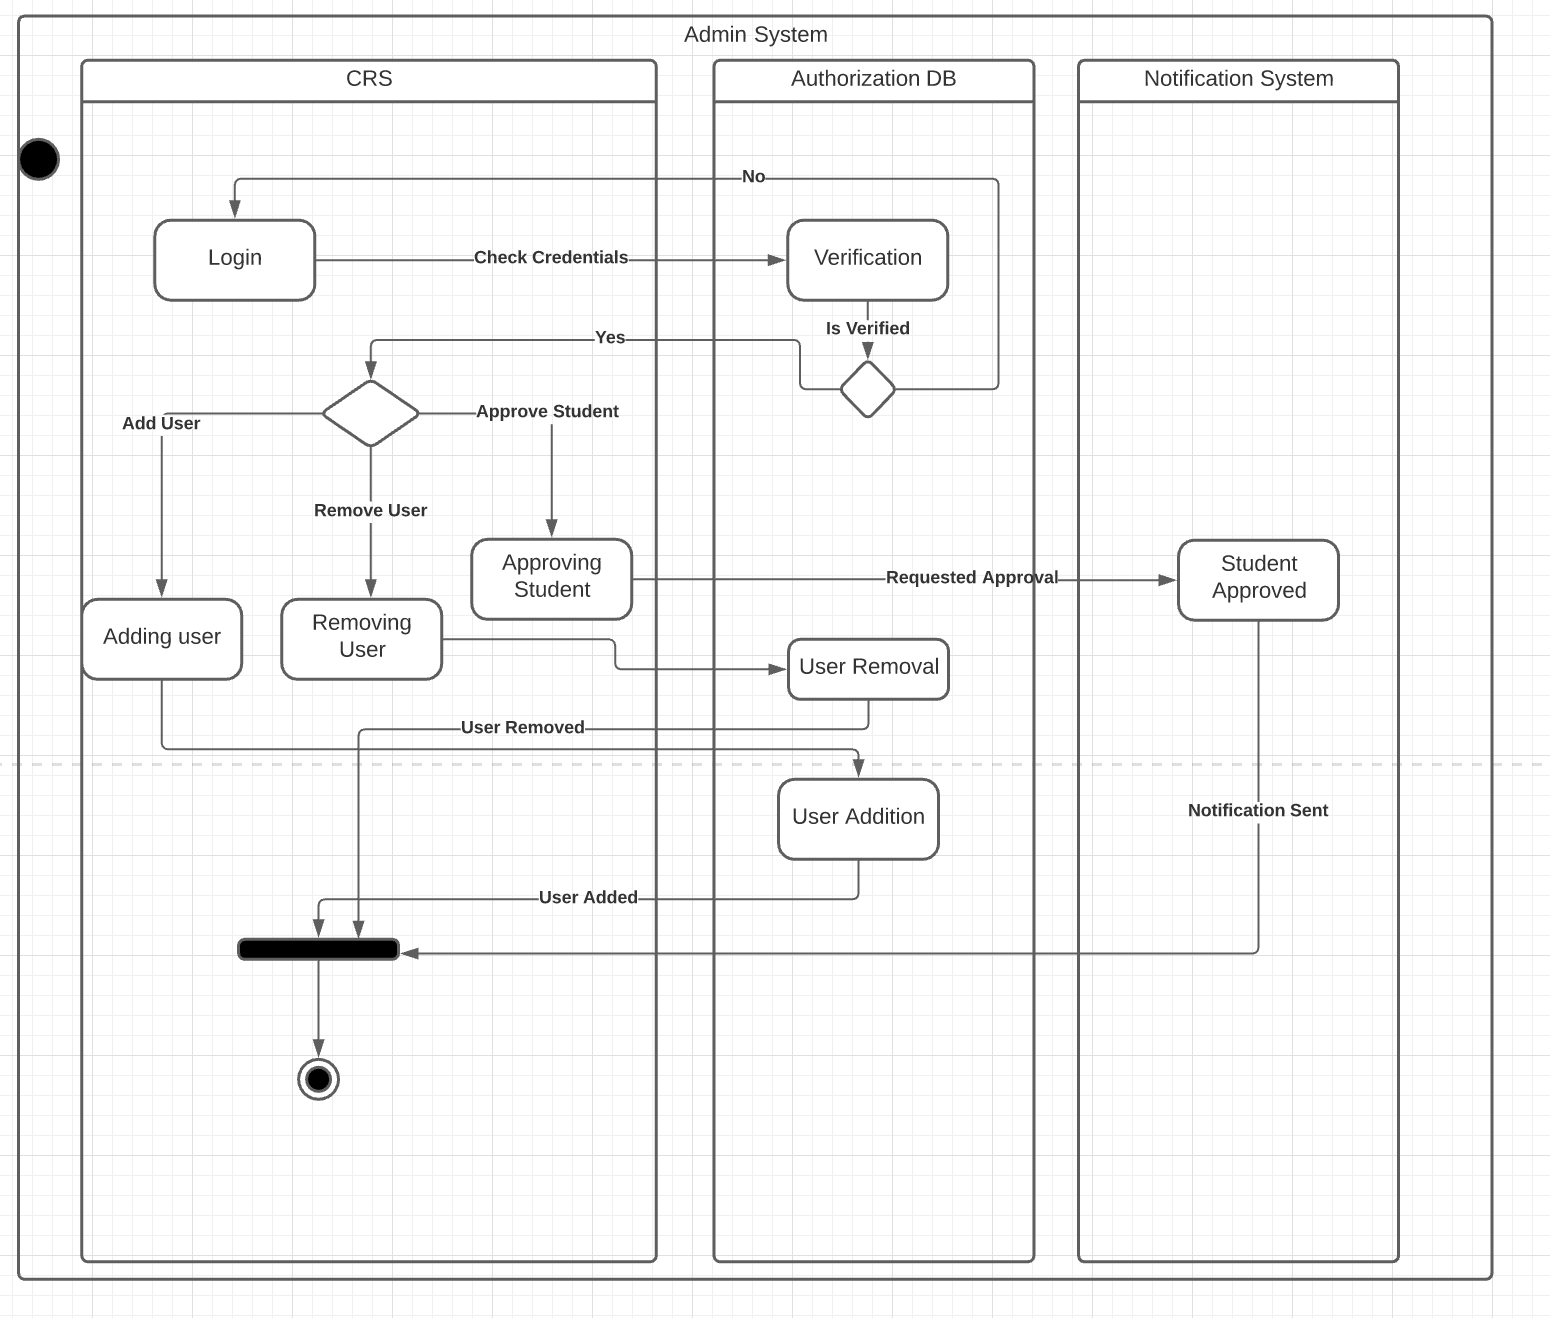 Admin System
CRS
Authorization DB
Notification System
No
Login
Check Credentials
Verification
Is Verified
Yes
Add User
Approve Student
Remove User
Approving
Student
Requested Approval
Student
Approved
Adding user
Removing
User
User Removal
User Removed
User Addition
Notification Sent
User Added